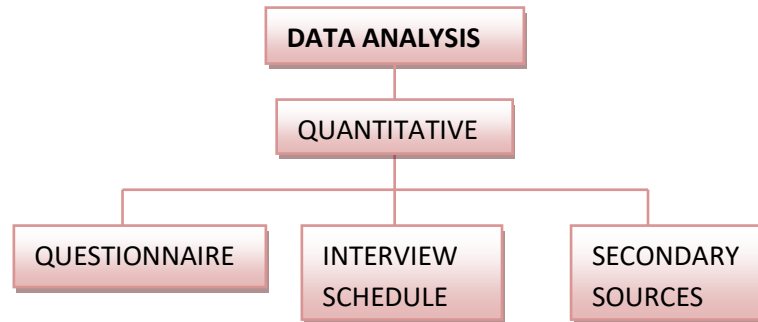 DATA ANALYSIS
QUANTITATIVE
QUESTIONNAIRE
INTERVIEW
SCHEDULE
SECONDARY
SOURCES